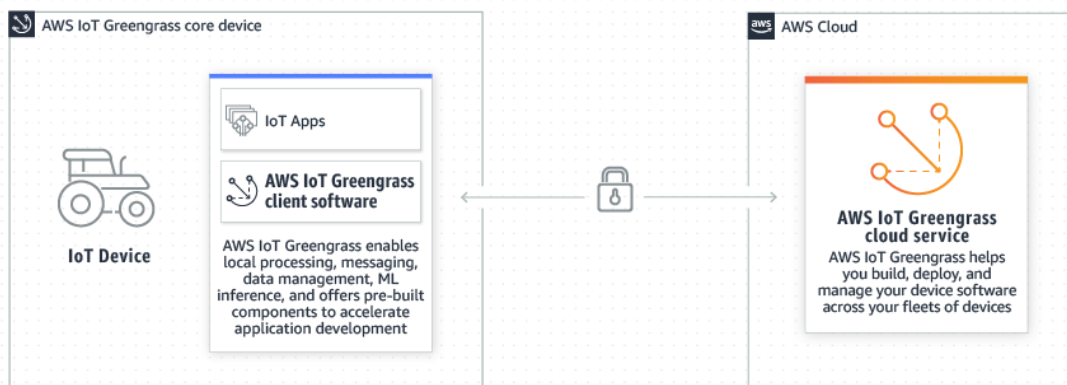 AWS IoT Greengrass core device
aws
AWS Cloud
IoT Apps
AWS IoT Greengrass
client software
IoT Device
AWS IoT Greengrass enables
local processing, messaging,
data management, ML
inference, and offers pre-built
components to accelerate
application development
AWS IoT Greengrass
cloud service
AWS IoT Greengrass helps
you build, deploy, and
manage your device software
across your fleets of devices